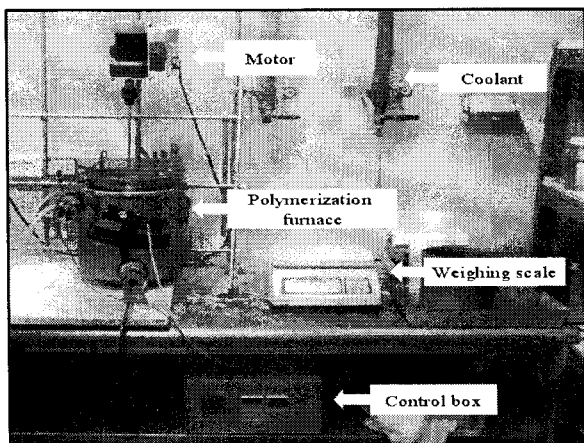 Motor
Coolant
Polymerization
furnace
Weighing scale
Control box